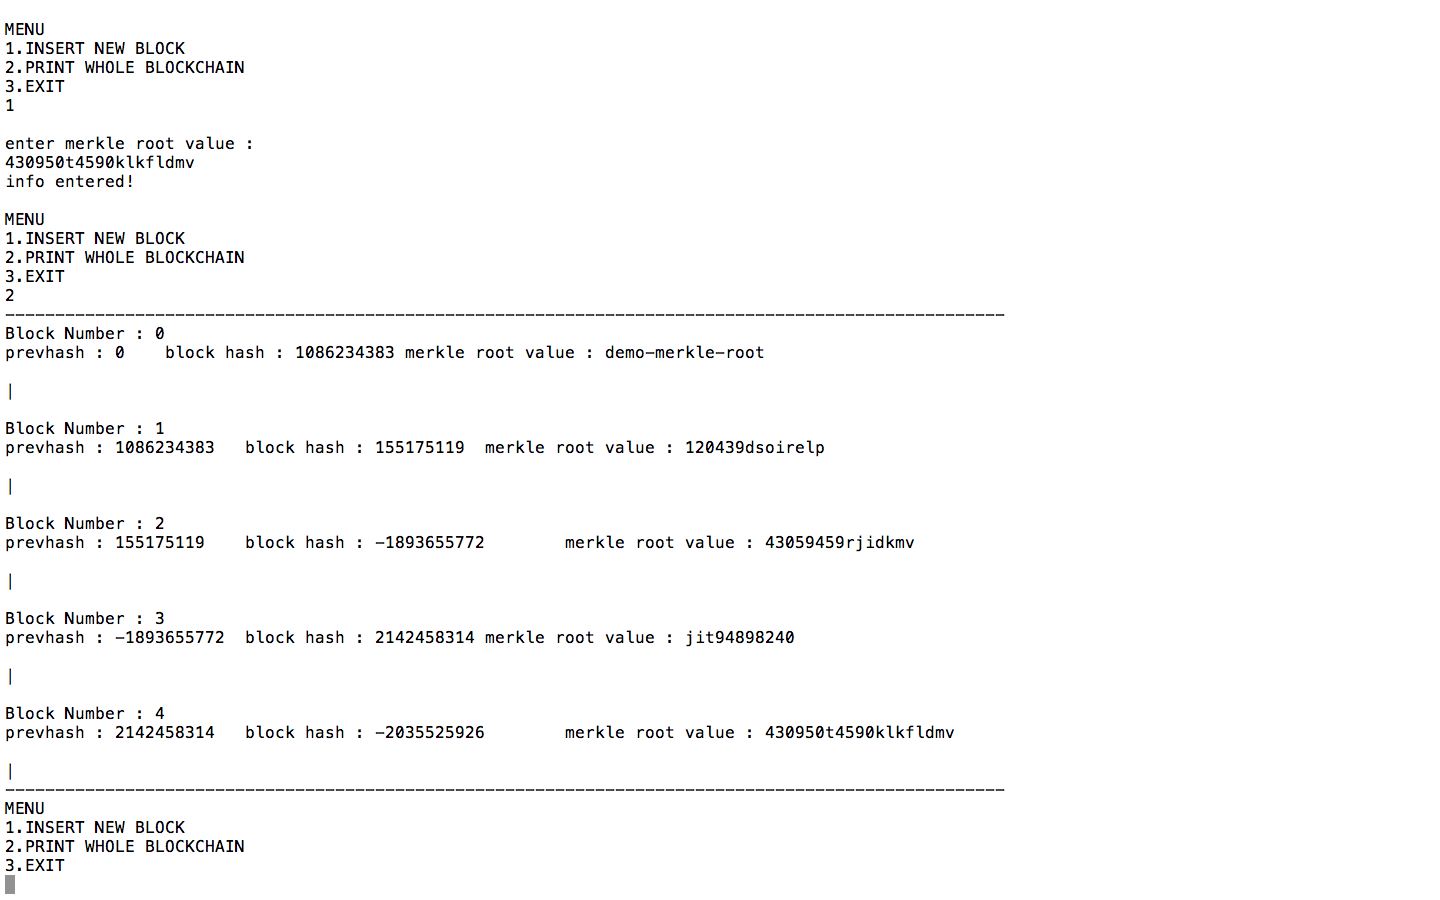 MENU
1.INSERT NEW BLOCK
2.PRINT WHOLE BLOCKCHAIN
3.EXIT
1
enter merkle root value :
430950t4590klkfldmv
info entered!
MENU
1.INSERT NEW BLOCK
2.PRINT WHOLE BLOCKCHAIN
3.EXIT
2
----------------------------------------------------------------------------------------------------
Block Number : 0
prevhash : 0    block hash : 1086234383 merkle root value : demo-merkle-root
|
Block Number : 1
prevhash : 1086234383   block hash : 155175119  merkle root value : 120439dsoirelp
|
Block Number : 2
prevhash : 155175119    block hash : -1893655772        merkle root value : 43059459rjidkmv
|
Block Number : 3
prevhash : -1893655772  block hash : 2142458314 merkle root value : jit94898240
|
Block Number : 4
prevhash : 2142458314   block hash : -2035525926        merkle root value : 430950t4590klkfldmv
|
----------------------------------------------------------------------------------------------------
MENU
1.INSERT NEW BLOCK
2.PRINT WHOLE BLOCKCHAIN
3.EXIT